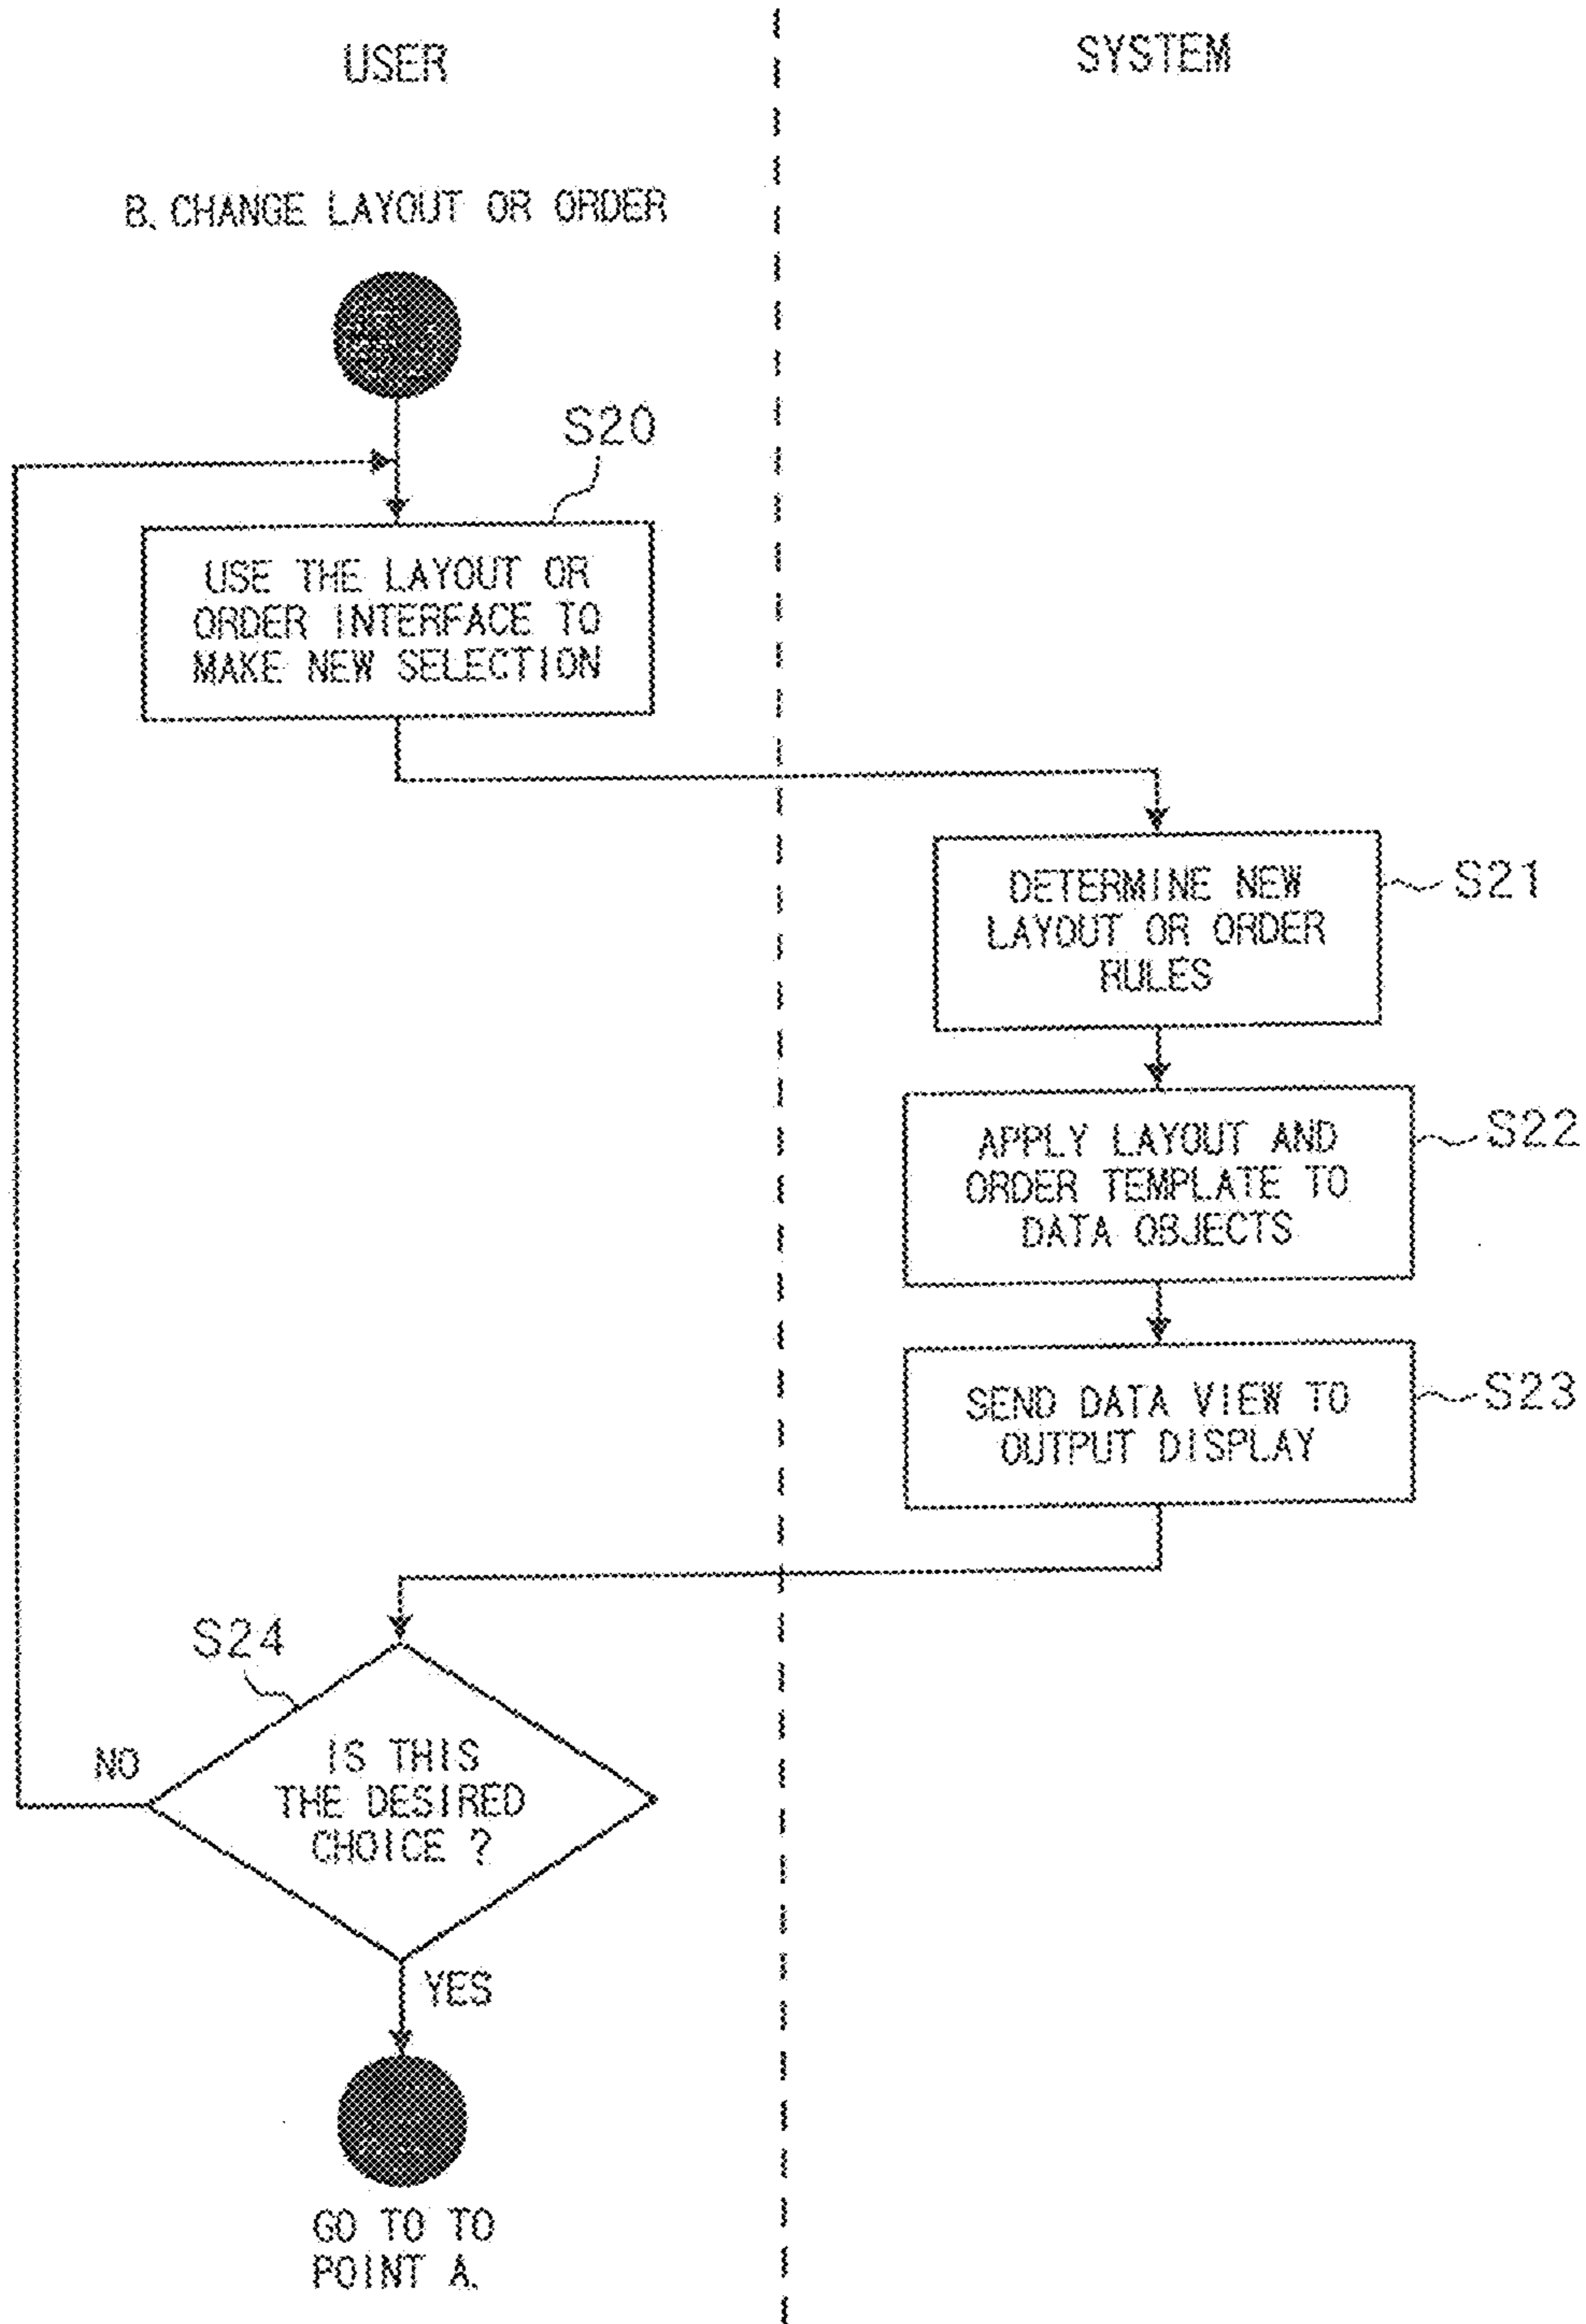 USER
SYSTEM
B. CHANGE LAYOUT OR ORDER
S20
USE THE LAYOUT OR
ORDER INTERFACE TO
MAKE NEW SELECTION
DETERMINE NEW
LAYOUT OR ORDER
RULES
S21
APPLY LAYOUT AND
ORDER TEMPLATE TO
DATA OBJECTS
S22
SEND DATA VIEW TO
OUTPUT DISPLAY
S23
S24
NO
IS THIS
THE DESIRED
CHOICE ?
YES
GO TO TO
POINT A.